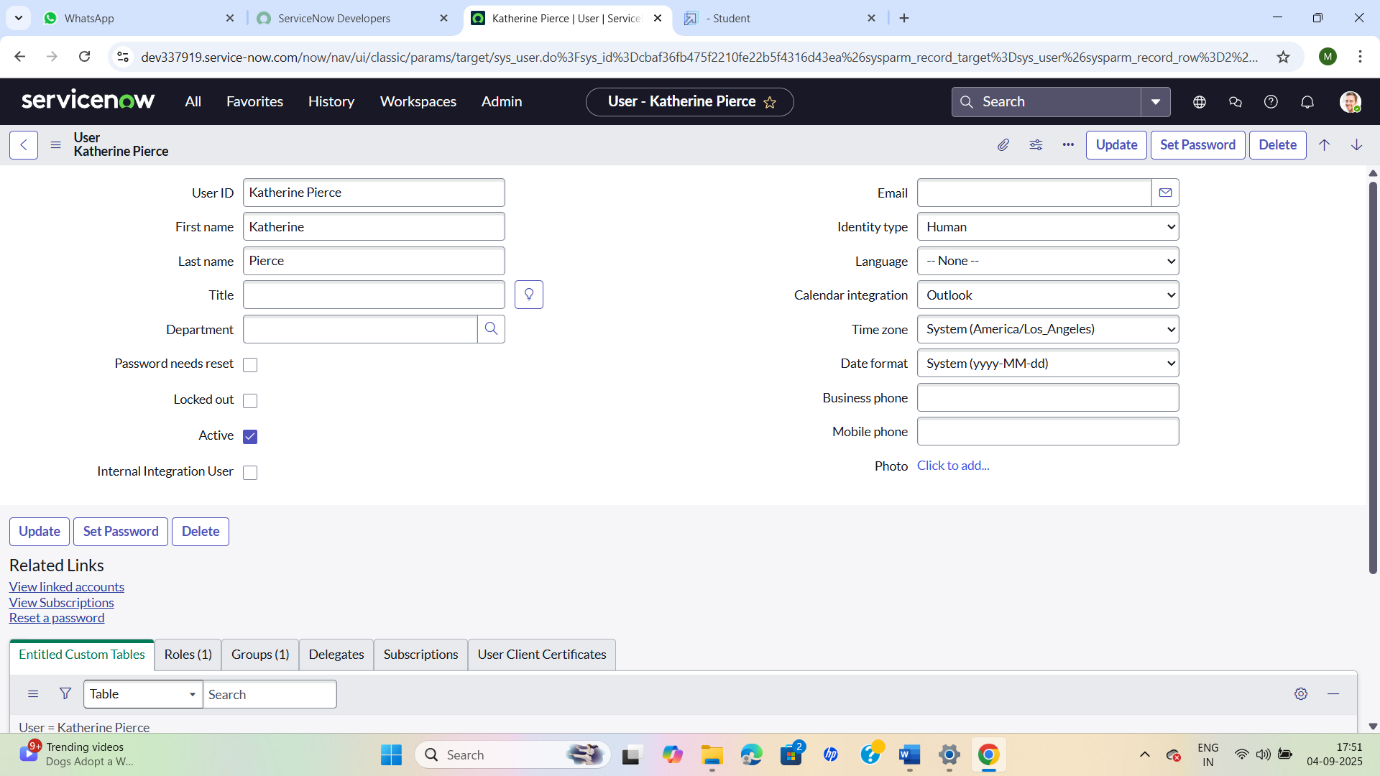 WhatsApp
ServiceNow Developers
Katherine Pierce | User | Service
- Student
dev337919.service-now.com/now/nav/ui/classic/params/target/sys_user.do%3Fsys_id%3Dcbaf36fb475f2210fe22b5f4316d43ea%26sysparm_record_target%3Dsys_user%26sysparm_record_row%3D2%2...
M
servicenow
All
Favorites
History
Workspaces
Admin
User - Katherine Pierce
Search
User
Katherine Pierce
Update
Set Password
Delete
User ID
Katherine Pierce
First name
Katherine
Last name
Pierce
Title
Department
Password needs reset
Locked out
Active
Internal Integration User
Email
Identity type
Human
Language
-- None --
Calendar integration
Outlook
Time zone
System (America/Los_Angeles)
Date format
System (yyyy-MM-dd)
Business phone
Mobile phone
Photo
Click to add...
Update
Set Password
Delete
Related Links
View linked accounts
View Subscriptions
Reset a password
Entitled Custom Tables
Roles (1)
Groups (1)
Delegates
Subscriptions
User Client Certificates
Table
Search
User = Katherine Pierce
9+
Trending videos
Dogs Adopt a W...
Search
2
ENG
IN
17:51
04-09-2025